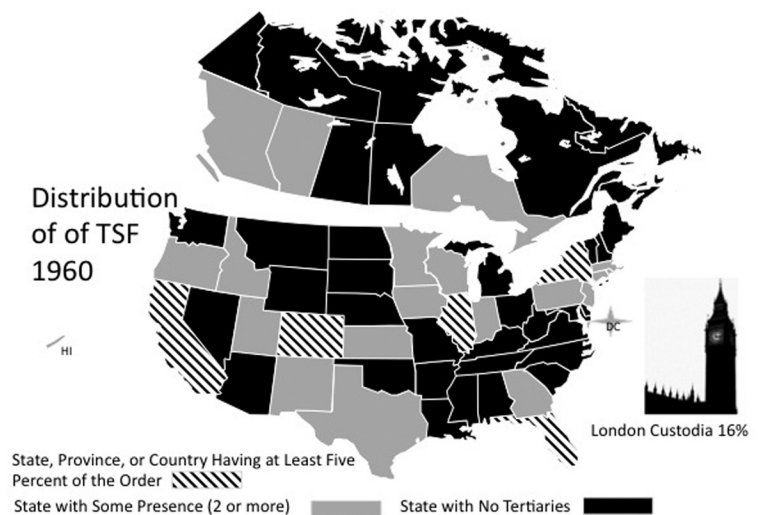 Distribution
of of TSF
1960
HI
DC
London Custodia 16%
State, Province, or Country Having at Least Five
Percent of the Order
State with Some Presence (2 or more)
State with No Tertiaries